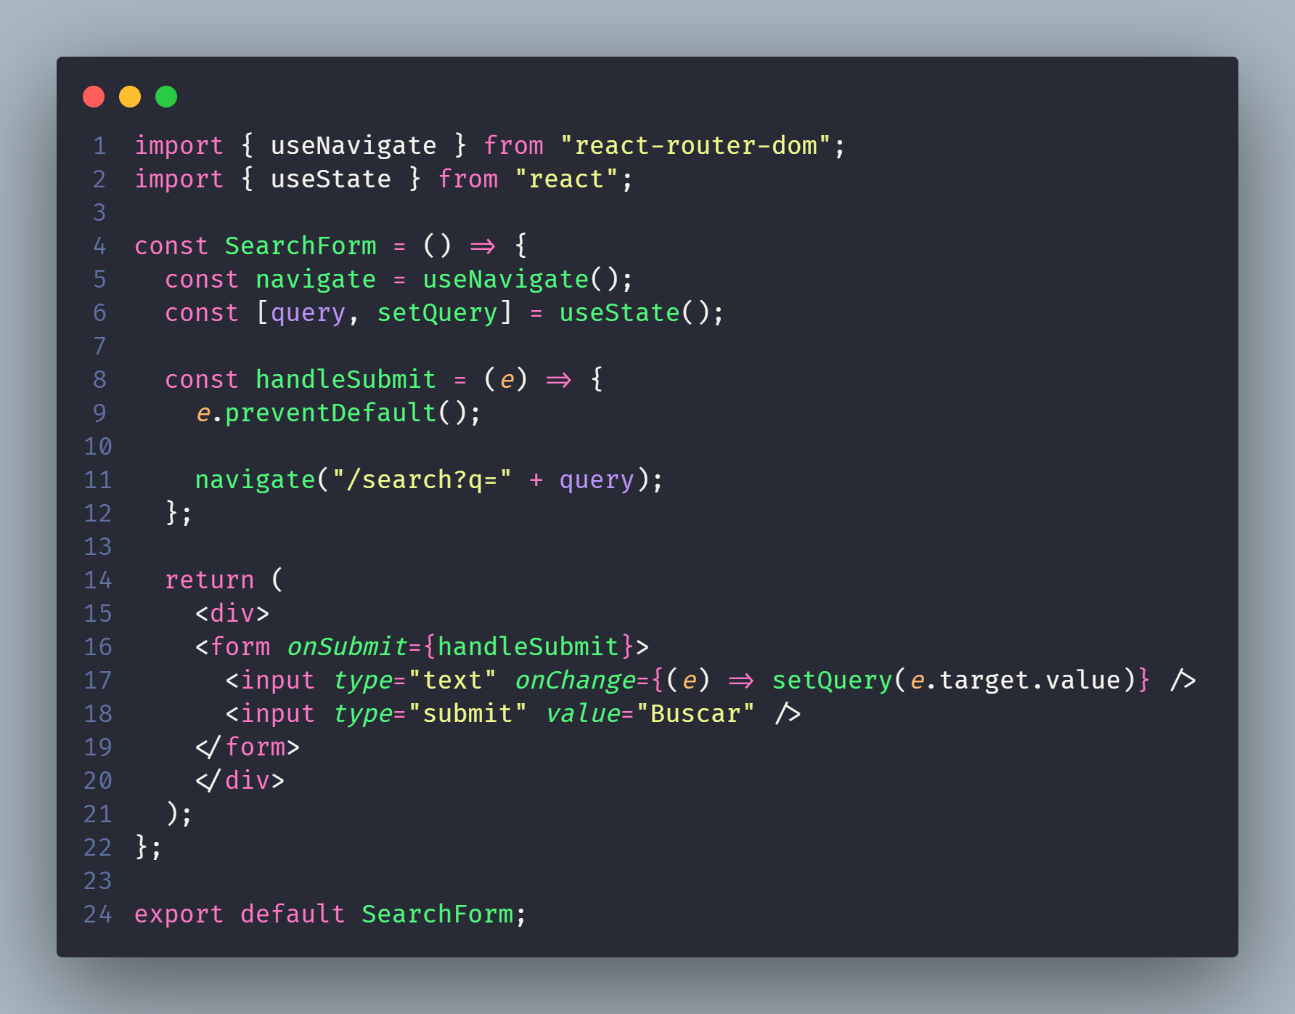 1 import { useNavigate } from "react-router-dom";
2 import { useState } from "react";
3
4 const SearchForm = () => {
5   const navigate = useNavigate();
6   const [query, setQuery] = useState();
7
8   const handleSubmit = (e) => {
9     e.preventDefault();
10
11     navigate("/search?q=" + query);
12   };
13
14   return (
15     <div>
16     <form onSubmit={handleSubmit}>
17       <input type="text" onChange={(e) => setQuery(e.target.value)} />
18       <input type="submit" value="Buscar" />
19     </form>
20     </div>
21   );
22 };
23
24 export default SearchForm;